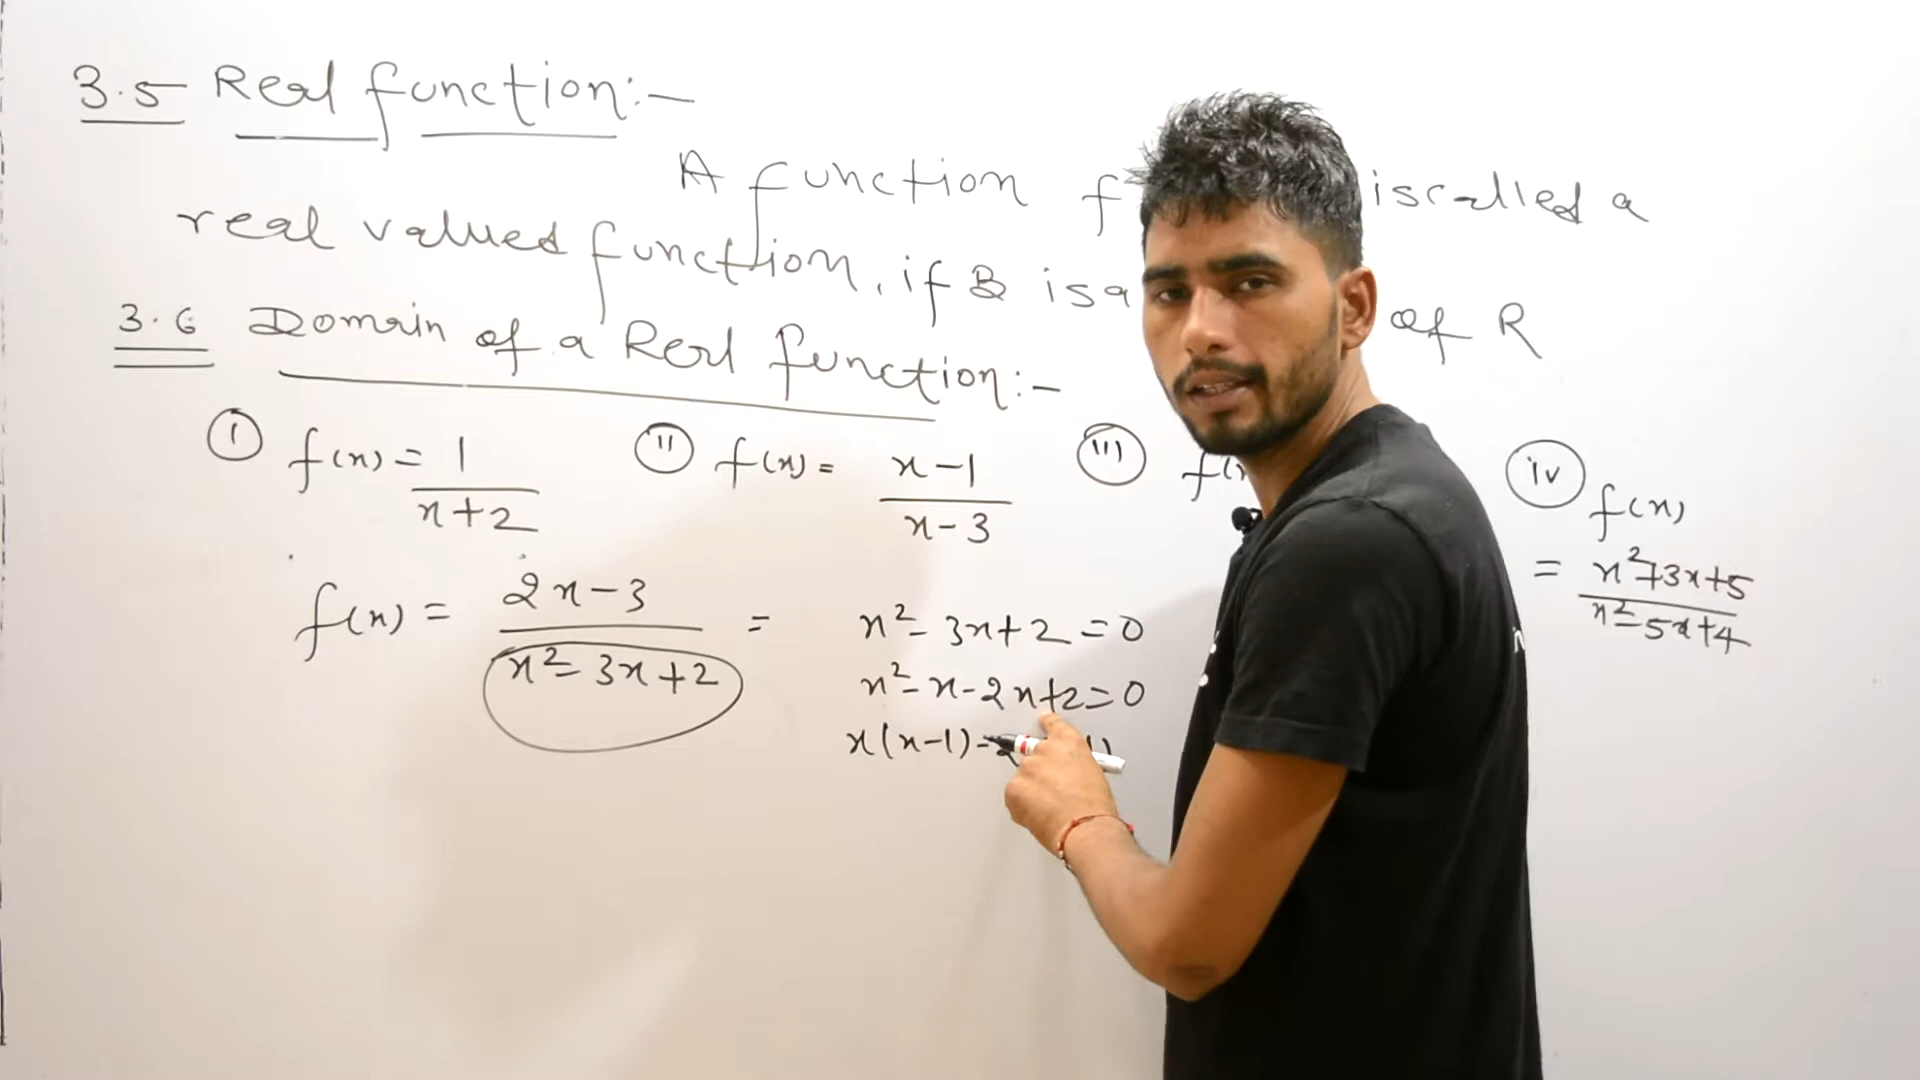 3.5 Real function:-
A function f is called a
real valued function, if B is a of R
3.6 Domain of a Real function:-
(i) f(x) = 1/(x+2) (ii) f(x) = (x-1)/(x-3) (iii) (iv) f(x)
= (x²+3x+5)/(x²-5x+4)
f(x) = (2x-3)/(x²-3x+2) = x²-3x+2=0
x²-x-2x+2=0
x(x-1)-